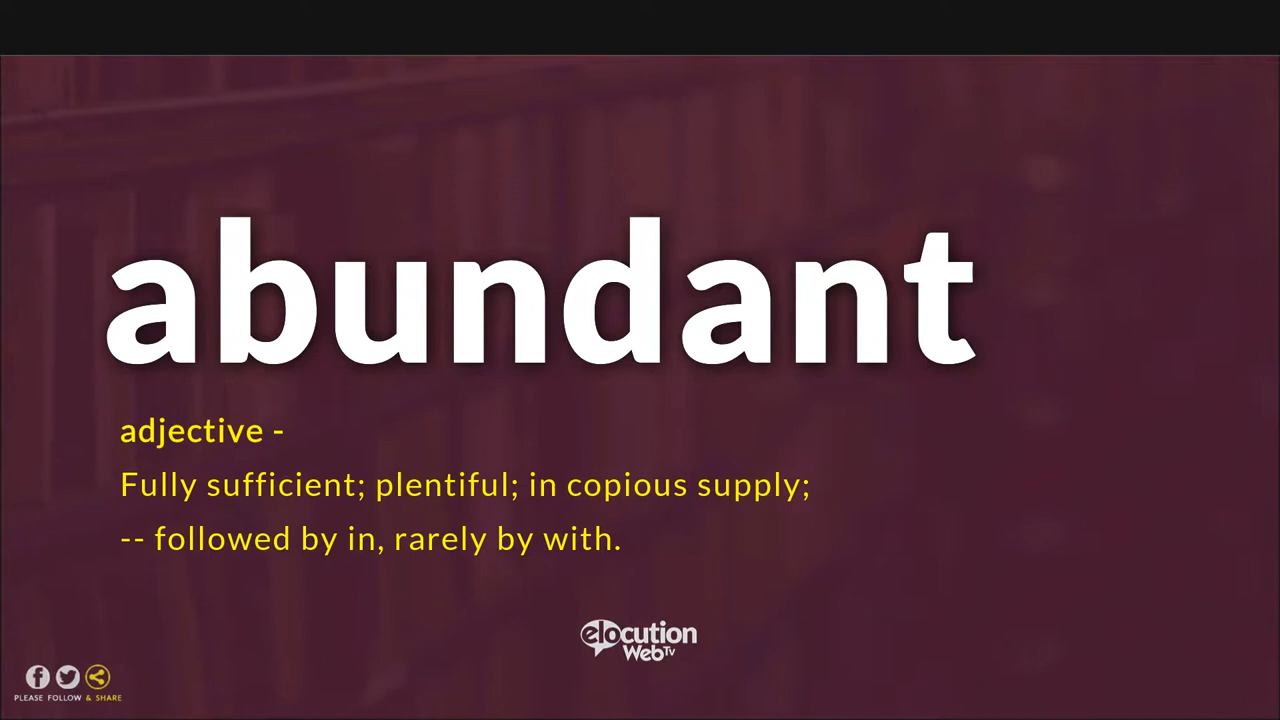 abundant
adjective -
Fully sufficient; plentiful; in copious supply;
-- followed by in, rarely by with.
elocution
WebTv
PLEASE FOLLOW & SHARE